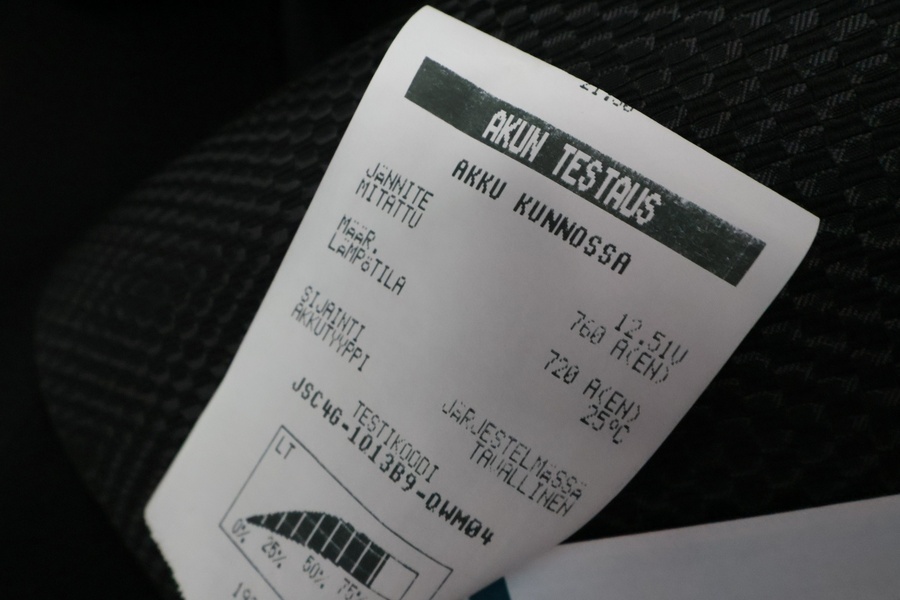 AKUN TESTAUS
AKKU KUNNOSSA
JÄNNITE 12.51V
MITATTU 760 A(EN)
MÄÄR. 720 A(EN)
LÄMPÖTILA 25°C
SIJAINTI JÄRJESTELMÄSSÄ
AKKUTYYPPI TAVALLINEN
TESTIKOODI
JSC4G-1013B9-QWM04
LT
0% 25% 50% 75%